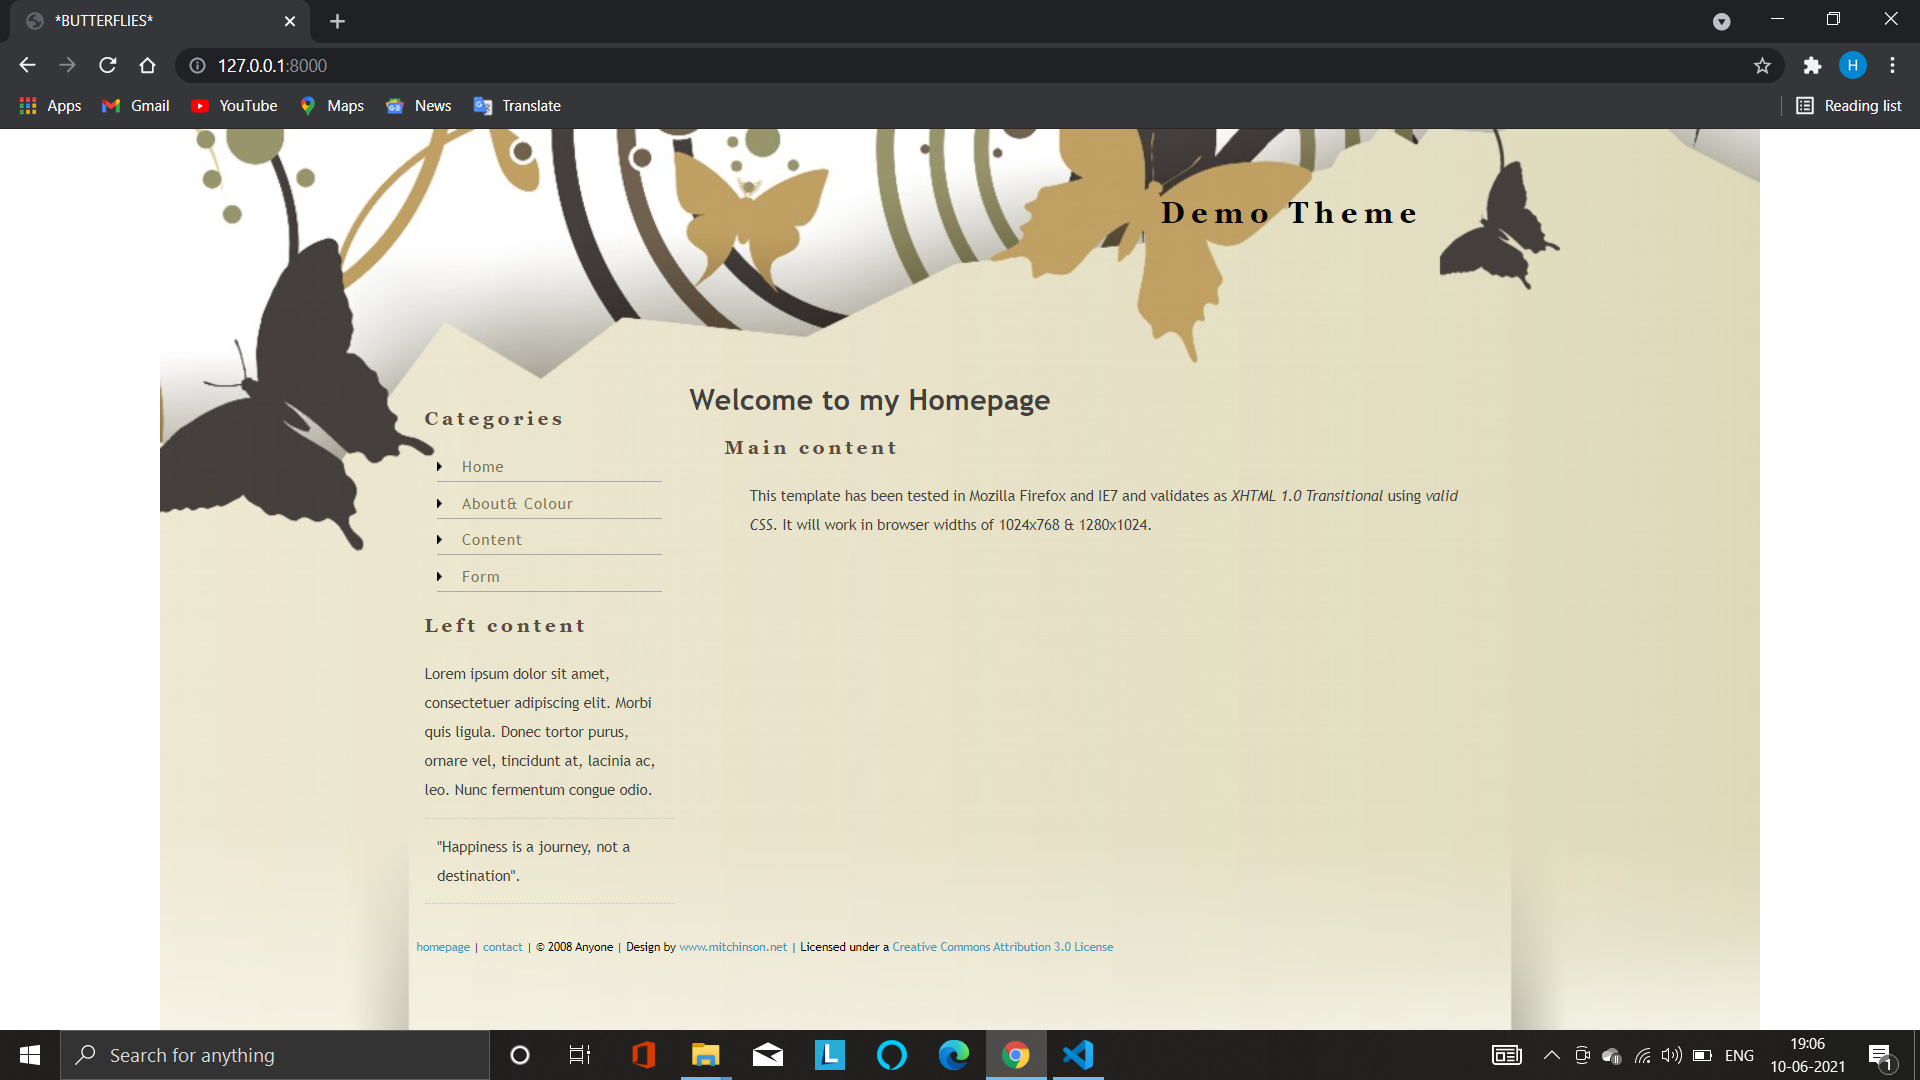 *BUTTERFLIES*
127.0.0.1:8000
H
Apps
Gmail
YouTube
Maps
News
Translate
Reading list
Demo Theme
Welcome to my Homepage
Categories
Main content
Home
About& Colour
Content
Form
This template has been tested in Mozilla Firefox and IE7 and validates as XHTML 1.0 Transitional using valid
CSS. It will work in browser widths of 1024x768 & 1280x1024.
Left content
Lorem ipsum dolor sit amet,
consectetuer adipiscing elit. Morbi
quis ligula. Donec tortor purus,
ornare vel, tincidunt at, lacinia ac,
leo. Nunc fermentum congue odio.
"Happiness is a journey, not a
destination".
homepage | contact | © 2008 Anyone | Design by www.mitchinson.net | Licensed under a Creative Commons Attribution 3.0 License
Search for anything
L
ENG
19:06
10-06-2021
1